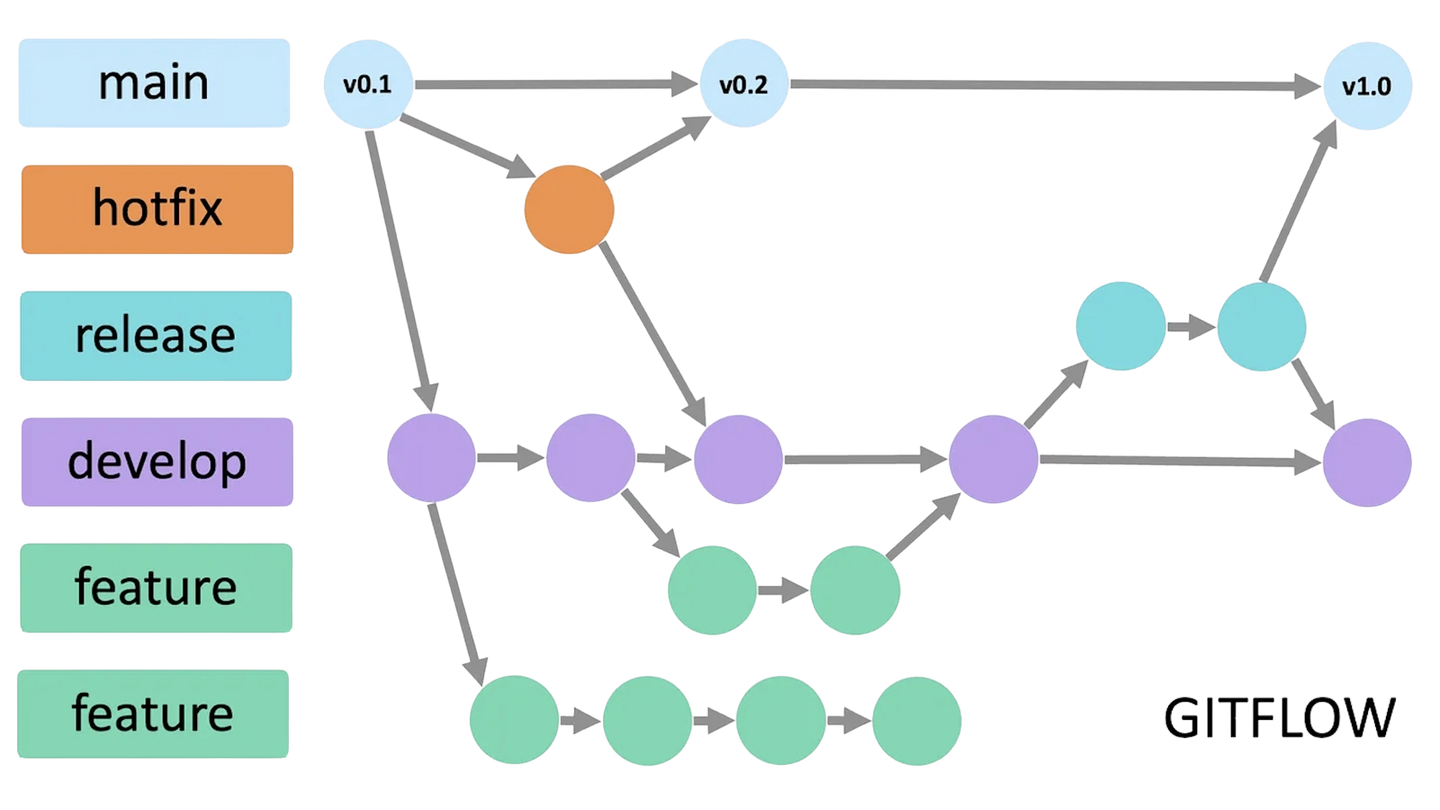 main
v0.1
v0.2
v1.0
hotfix
release
develop
feature
feature
GITFLOW